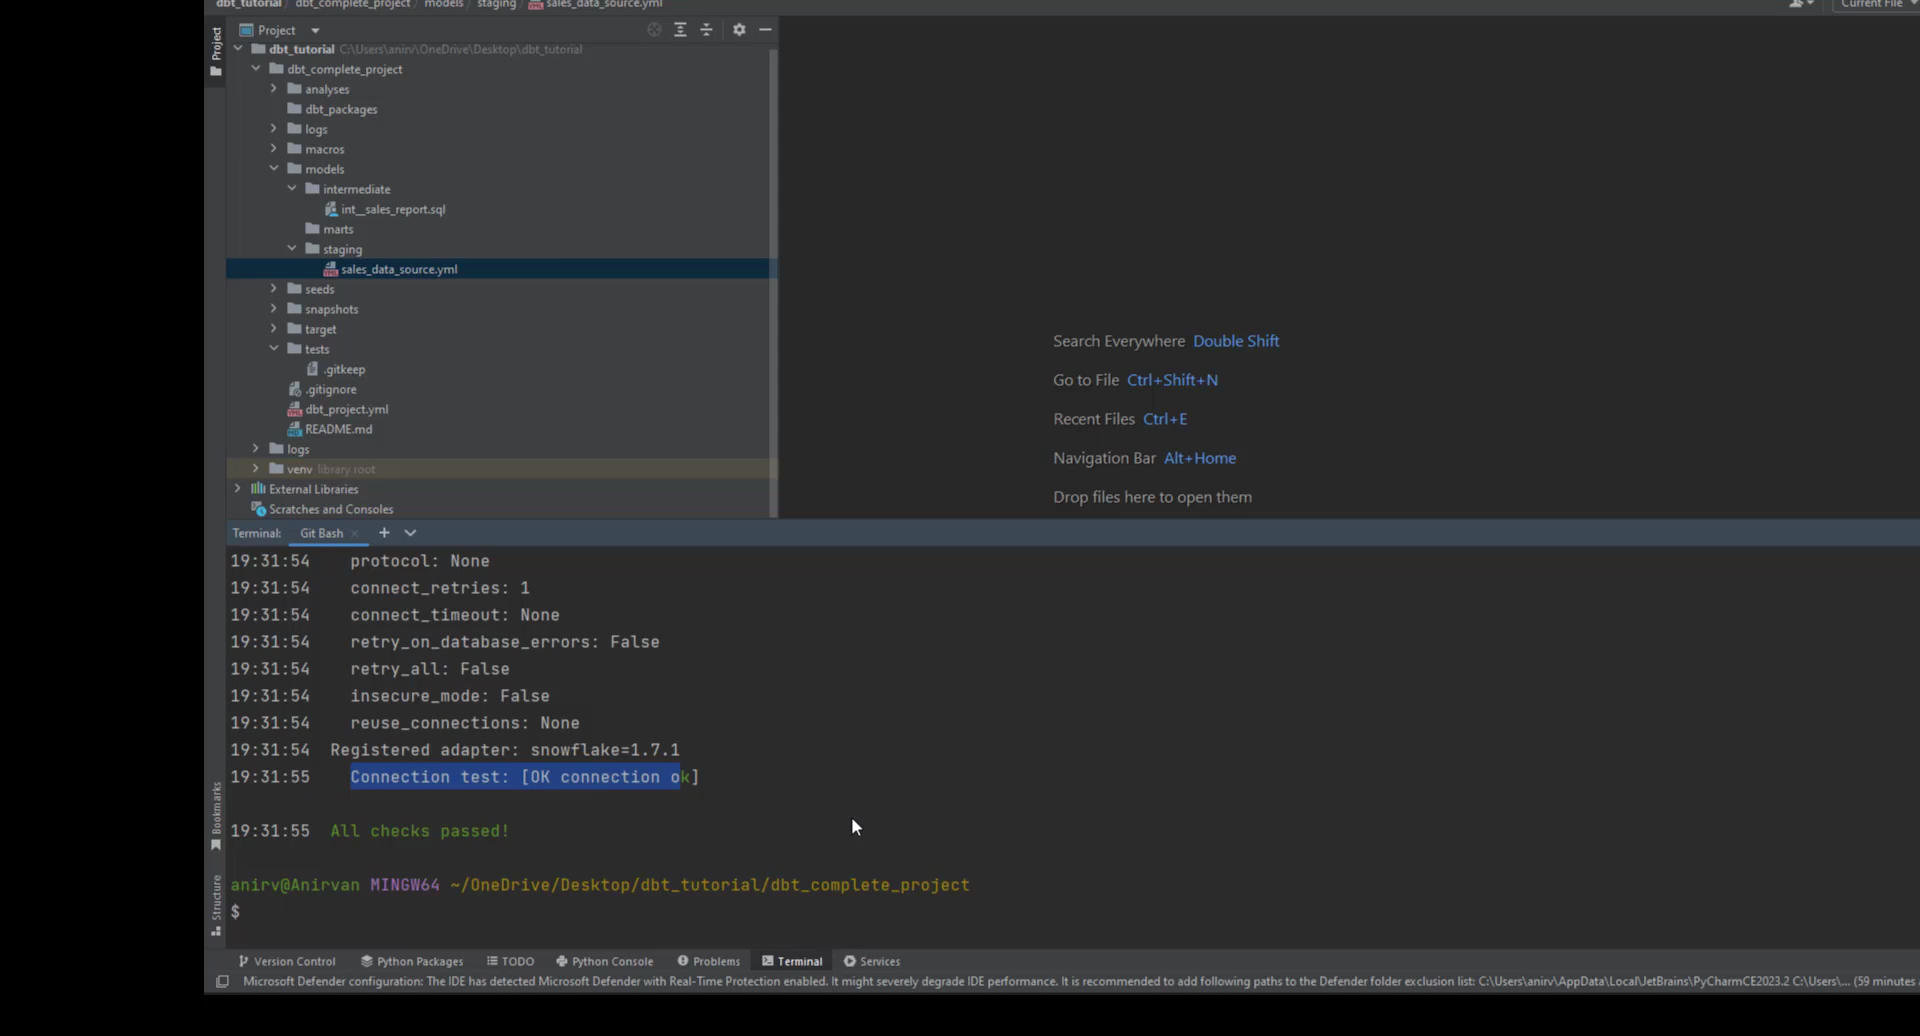 dbt_tutorial / dbt_complete_project / models / staging / sales_data_source.yml
Current File
Project
Project
dbt_tutorial C:\Users\anirv\OneDrive\Desktop\dbt_tutorial
dbt_complete_project
analyses
dbt_packages
logs
macros
models
intermediate
int__sales_report.sql
marts
staging
sales_data_source.yml
seeds
snapshots
target
tests
.gitkeep
.gitignore
dbt_project.yml
README.md
logs
venv library root
External Libraries
Scratches and Consoles
Search Everywhere Double Shift
Go to File Ctrl+Shift+N
Recent Files Ctrl+E
Navigation Bar Alt+Home
Drop files here to open them
Terminal: Git Bash
19:31:54 protocol: None
19:31:54 connect_retries: 1
19:31:54 connect_timeout: None
19:31:54 retry_on_database_errors: False
19:31:54 retry_all: False
19:31:54 insecure_mode: False
19:31:54 reuse_connections: None
19:31:54 Registered adapter: snowflake=1.7.1
19:31:55 Connection test: [OK connection ok]
19:31:55 All checks passed!
anirv@Anirvan MINGW64 ~/OneDrive/Desktop/dbt_tutorial/dbt_complete_project
$
Bookmarks
Structure
Version Control Python Packages TODO Python Console Problems Terminal Services
Microsoft Defender configuration: The IDE has detected Microsoft Defender with Real-Time Protection enabled. It might severely degrade IDE performance. It is recommended to add following paths to the Defender folder exclusion list: C:\Users\anirv\AppData\Local\JetBrains\PyCharmCE2023.2 C:\Users\... (59 minutes